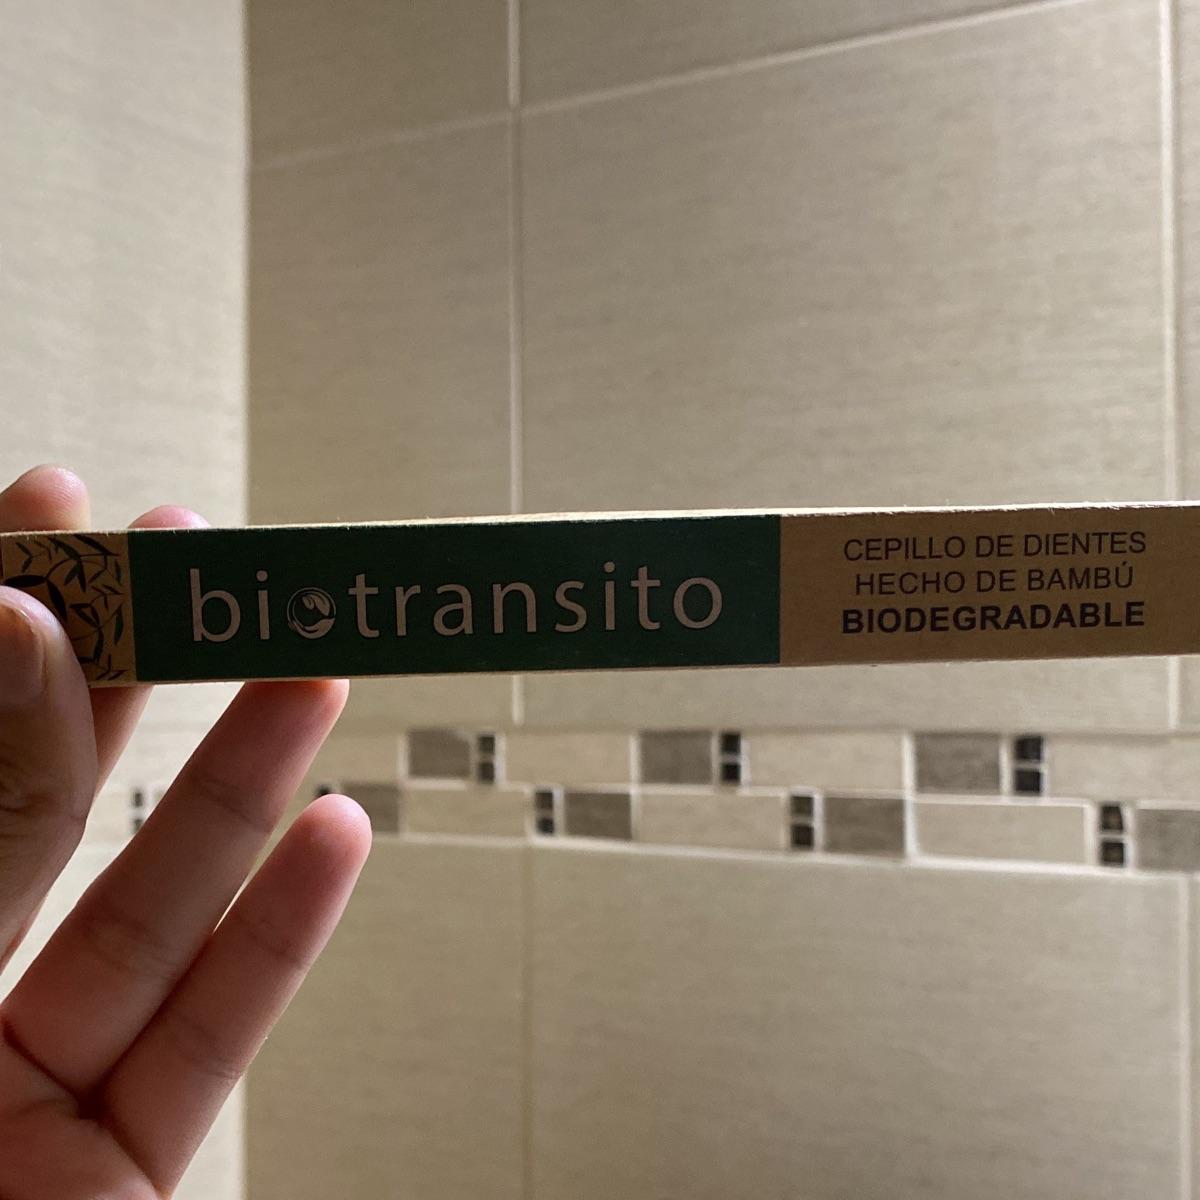 biotransito
CEPILLO DE DIENTES
HECHO DE BAMBÚ
BIODEGRADABLE